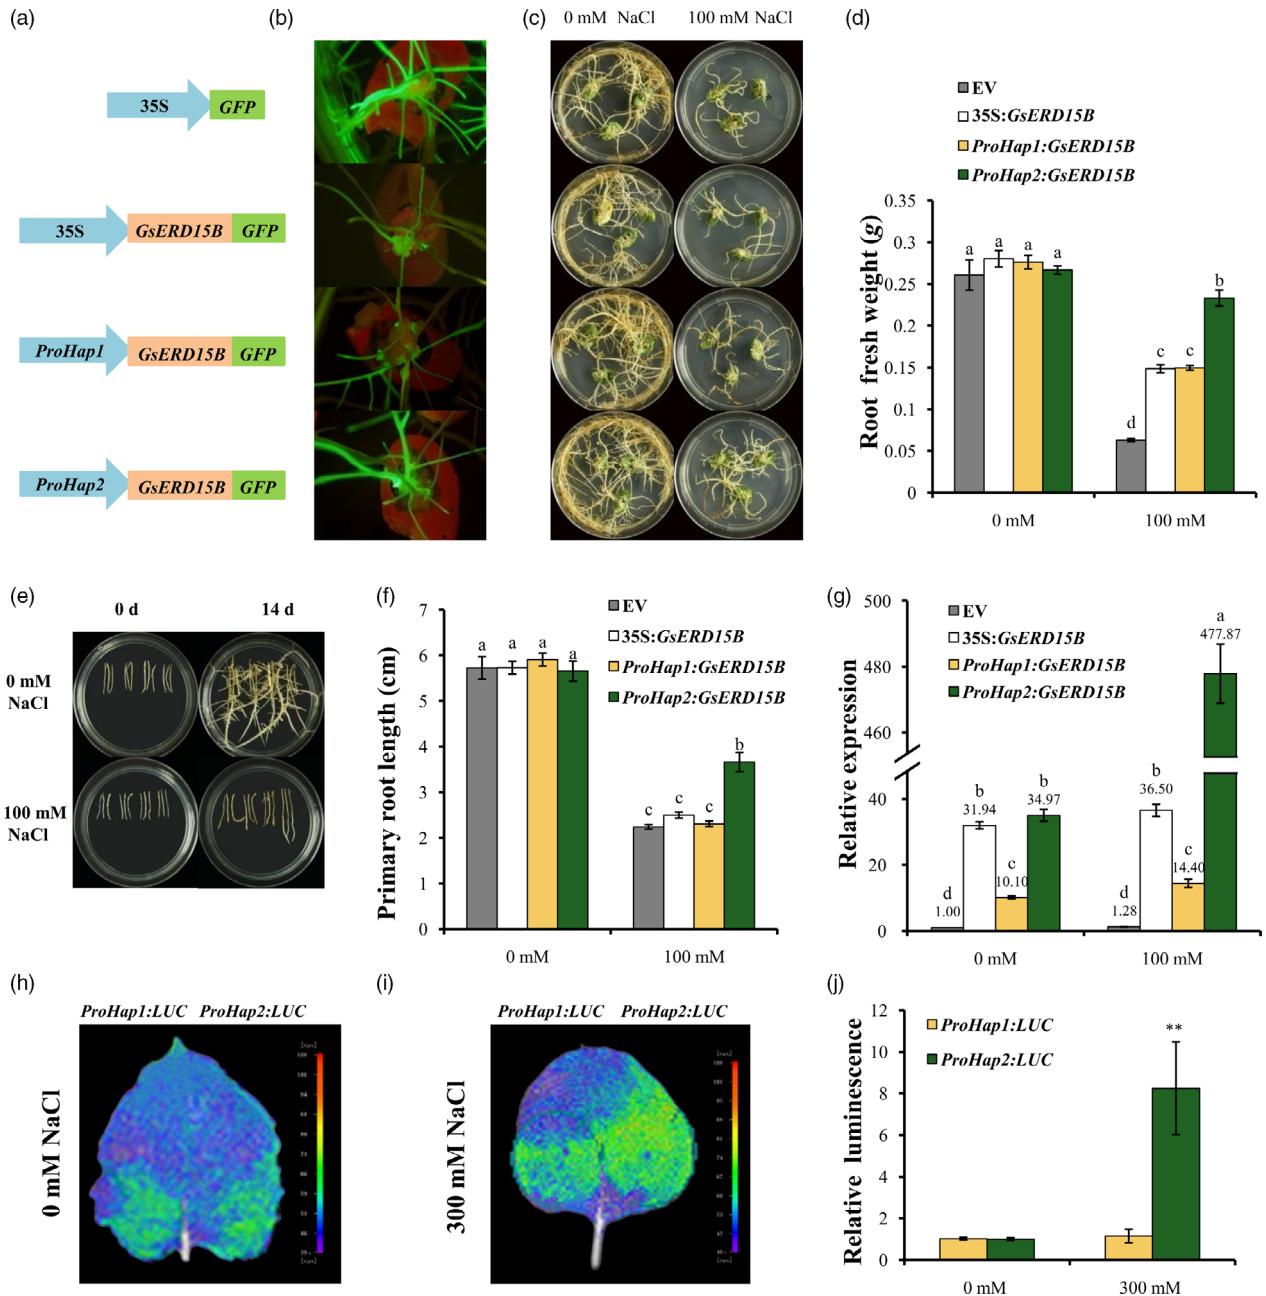 (a)
35S
GFP
35S
GsERD15B
GFP
ProHap1
GsERD15B
GFP
ProHap2
GsERD15B
GFP
(b)
(c)
0 mM NaCl
100 mM NaCl
(d)
EV
35S:GsERD15B
ProHap1:GsERD15B
ProHap2:GsERD15B
Root fresh weight (g)
0.35
0.3
0.25
0.2
0.15
0.1
0.05
0
a
a
a
a
d
c
c
b
0 mM
100 mM
(e)
0 d
14 d
0 mM
NaCl
100 mM
NaCl
(f)
EV
35S:GsERD15B
ProHap1:GsERD15B
ProHap2:GsERD15B
Primary root length (cm)
7
6
5
4
3
2
1
0
a
a
a
a
c
c
c
b
0 mM
100 mM
(g)
EV
35S:GsERD15B
ProHap1:GsERD15B
ProHap2:GsERD15B
Relative expression
500
480
460
40
20
0
d
1.00
b
31.94
c
10.10
b
34.97
d
1.28
b
36.50
c
14.40
a
477.87
0 mM
100 mM
(h)
ProHap1:LUC ProHap2:LUC
0 mM NaCl
(i)
ProHap1:LUC ProHap2:LUC
300 mM NaCl
(j)
ProHap1:LUC
ProHap2:LUC
Relative luminescence
12
10
8
6
4
2
0
**
0 mM
300 mM